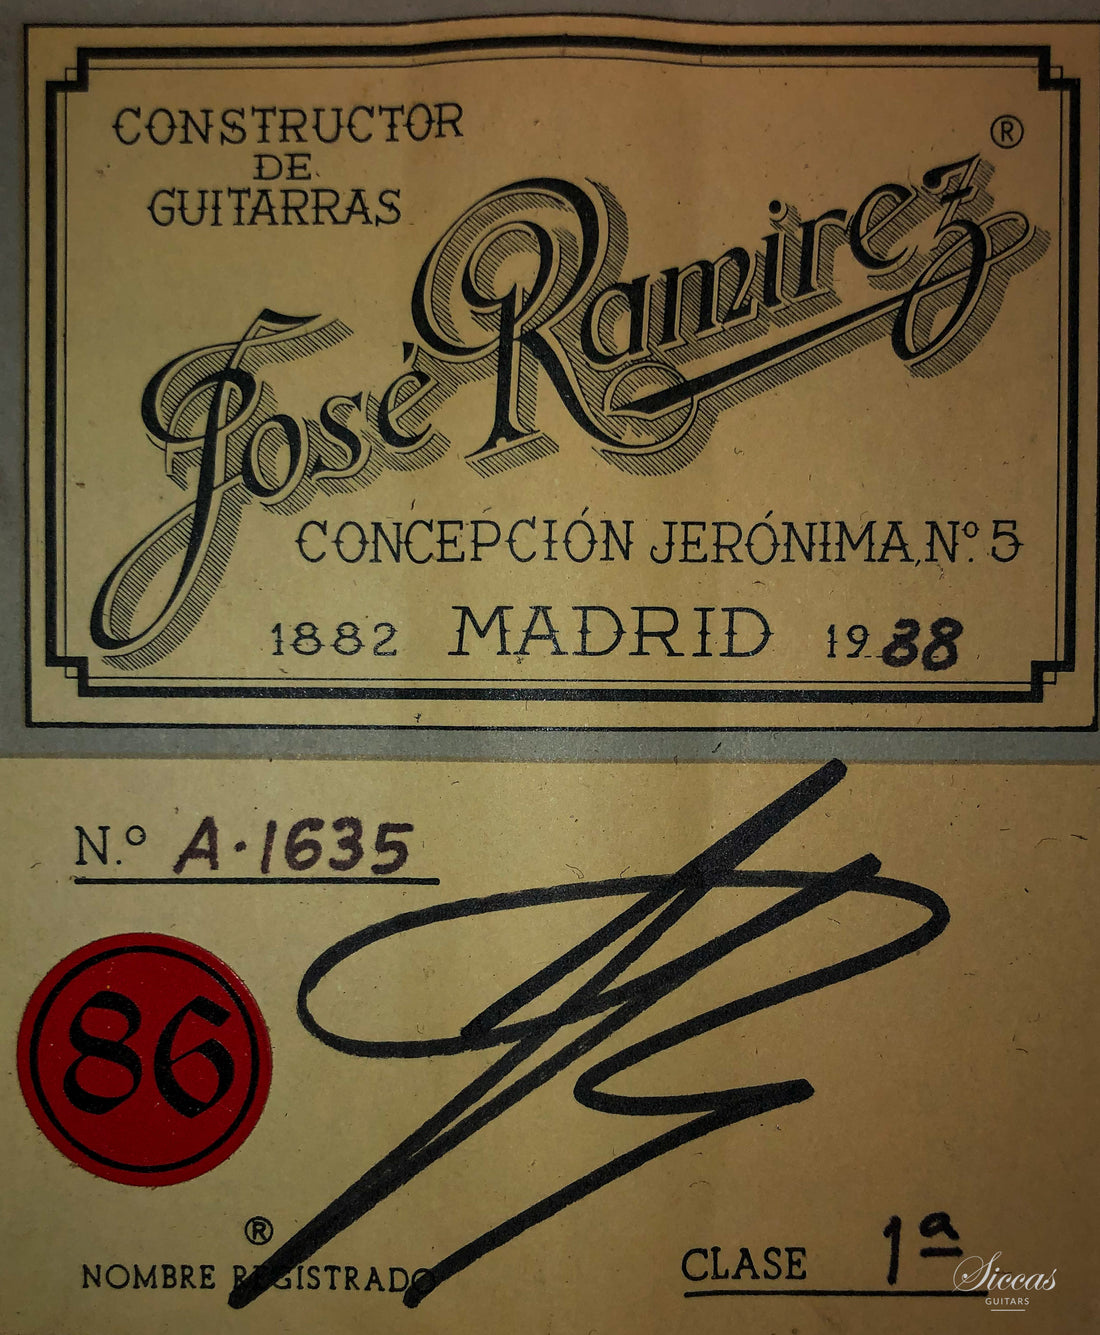 CONSTRUCTOR
DE
GUITARRAS
José Ramirez ®
CONCEPCIÓN JERÓNIMA, Nº. 5
1882 MADRID 1988
N.º A·1635
86
®
NOMBRE REGISTRADO
CLASE 1ª
Siccas
GUITARS